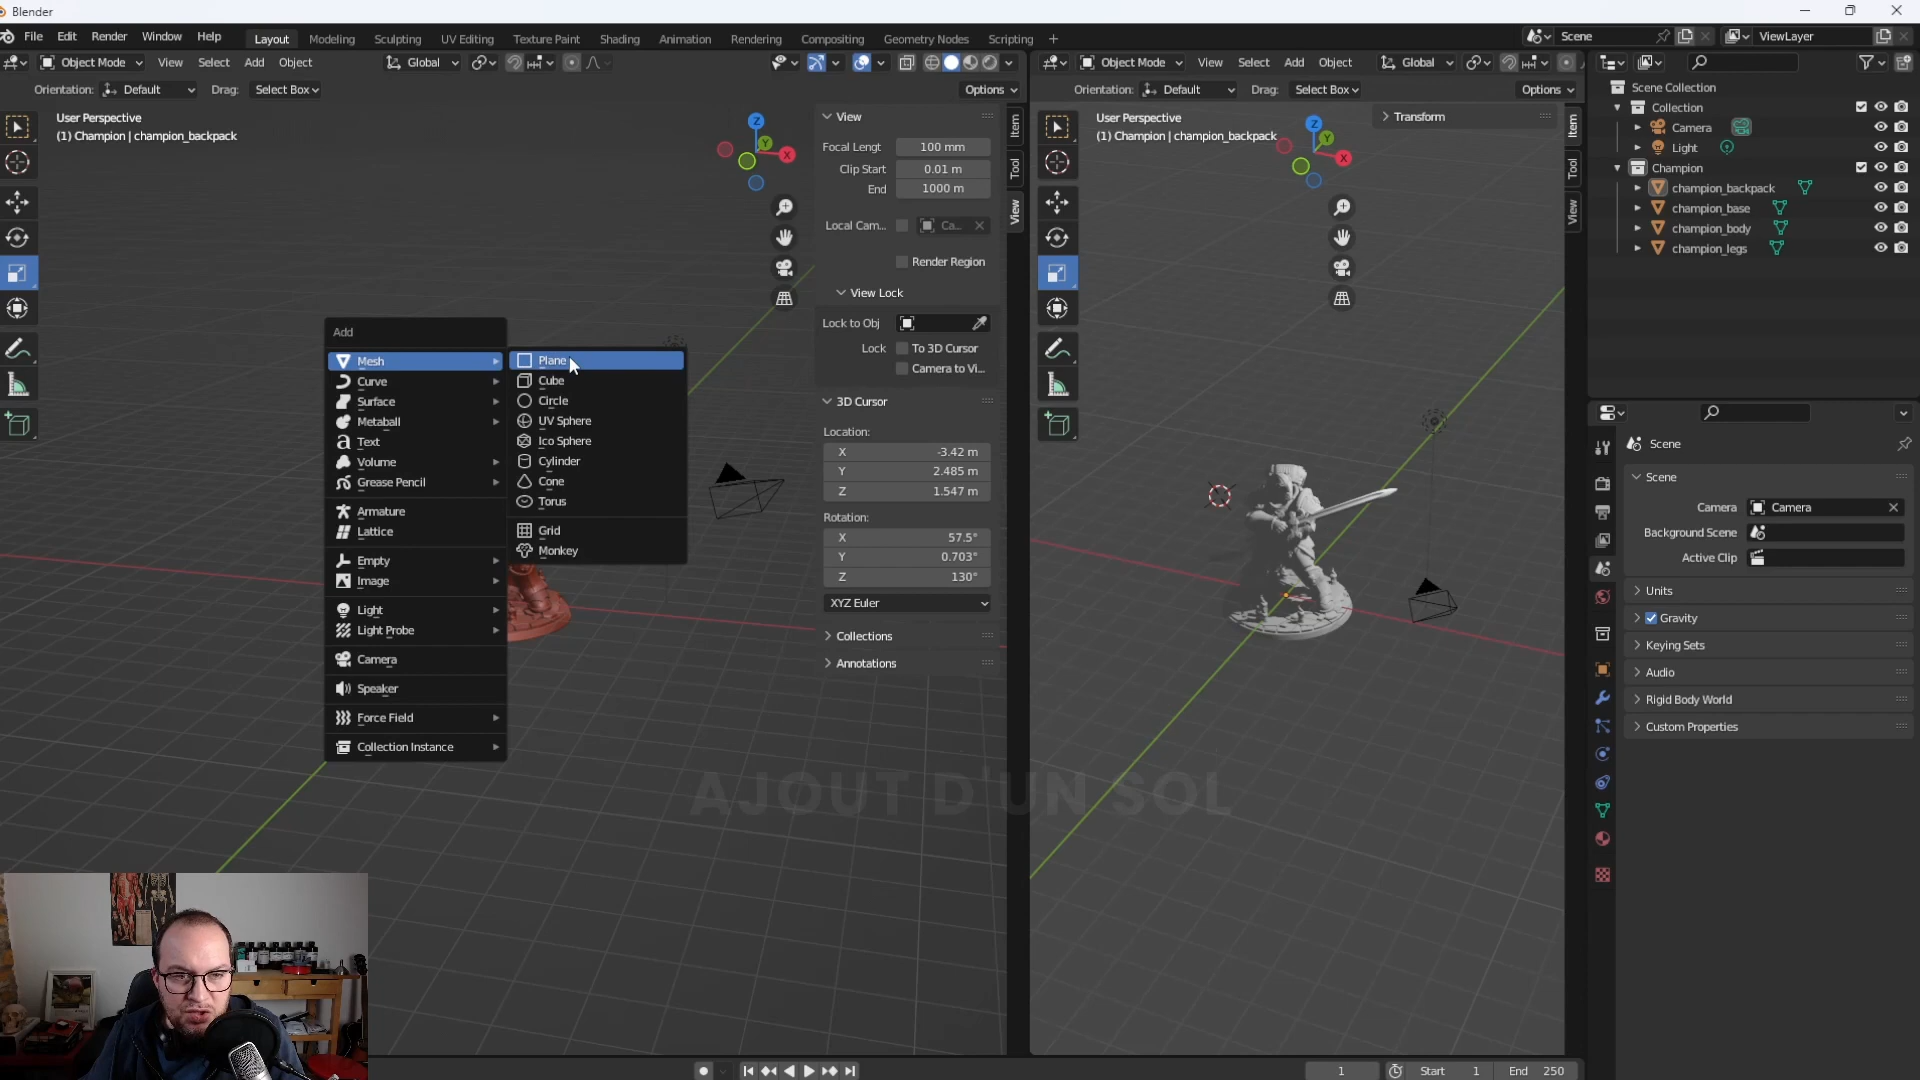 Blender
File Edit Render Window Help
Layout Modeling Sculpting UV Editing Texture Paint Shading Animation Rendering Compositing Geometry Nodes Scripting +
Scene
ViewLayer
Object Mode View Select Add Object
Global
Orientation: Default Drag: Select Box
Options
User Perspective
(1) Champion | champion_backpack
Z
Y
X
View
Focal Lengt 100 mm
Clip Start 0.01 m
End 1000 m
Local Cam... Ca...
Render Region
View Lock
Lock to Obj
Lock To 3D Cursor
Camera to Vi...
3D Cursor
Location:
X -3.42 m
Y 2.485 m
Z 1.547 m
Rotation:
X 57.5°
Y 0.703°
Z 130°
XYZ Euler
Collections
Annotations
Item
Tool
View
Add
Mesh
Curve
Surface
Metaball
Text
Volume
Grease Pencil
Armature
Lattice
Empty
Image
Light
Light Probe
Camera
Speaker
Force Field
Collection Instance
Plane
Cube
Circle
UV Sphere
Ico Sphere
Cylinder
Cone
Torus
Grid
Monkey
AJOUT D'UN SOL
Object Mode View Select Add Object
Global
Orientation: Default Drag: Select Box
Options
User Perspective
(1) Champion | champion_backpack
Z
Y
X
Transform
Item
Tool
View
Scene Collection
Collection
Camera
Light
Champion
champion_backpack
champion_base
champion_body
champion_legs
Scene
Scene
Camera Camera
Background Scene
Active Clip
Units
Gravity
Keying Sets
Audio
Rigid Body World
Custom Properties
1
Start 1
End 250